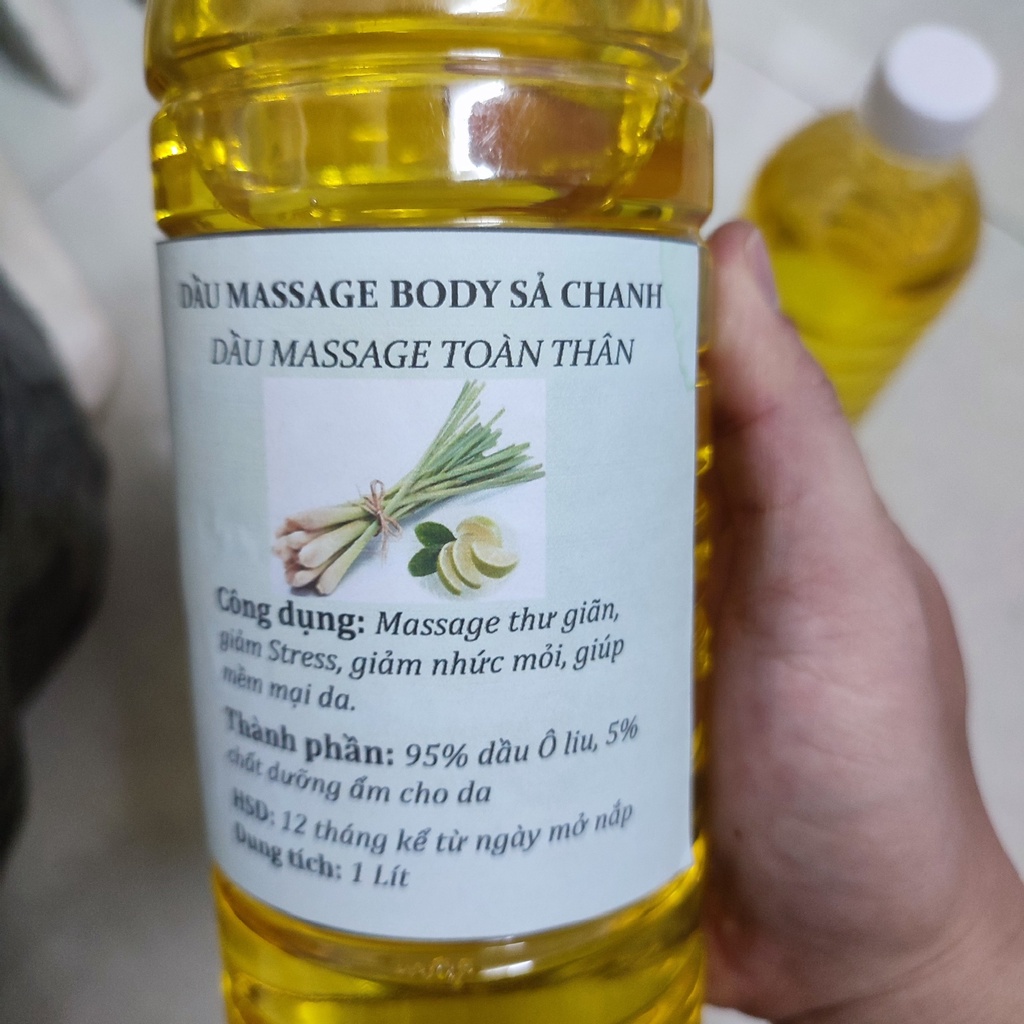 DẦU MASSAGE BODY SẢ CHANH
DẦU MASSAGE TOÀN THÂN
Công dụng: Massage thư giãn,
giảm Stress, giảm nhức mỏi, giúp
mềm mại da.
Thành phần: 95% dầu Ô liu, 5%
chất dưỡng ẩm cho da
HSD: 12 tháng kể từ ngày mở nắp
Dung tích: 1 Lít